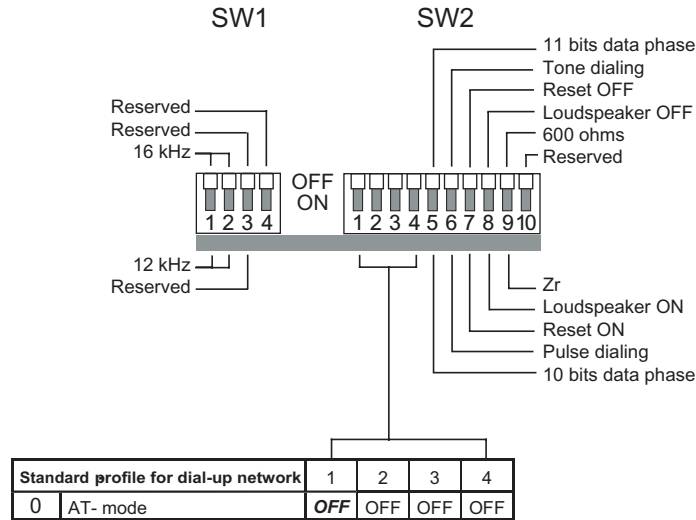 SW1 SW2
11 bits data phase
Tone dialing
Reset OFF
Reserved
Loudspeaker OFF
Reserved
600 ohms
16 kHz
Reserved
OFF
ON
1 2 3 4
1 2 3 4 5 6 7 8 9 10
12 kHz
Reserved
Zr
Loudspeaker ON
Reset ON
Pulse dialing
10 bits data phase
Standard profile for dial-up network 1 2 3 4
0 AT- mode OFF OFF OFF OFF